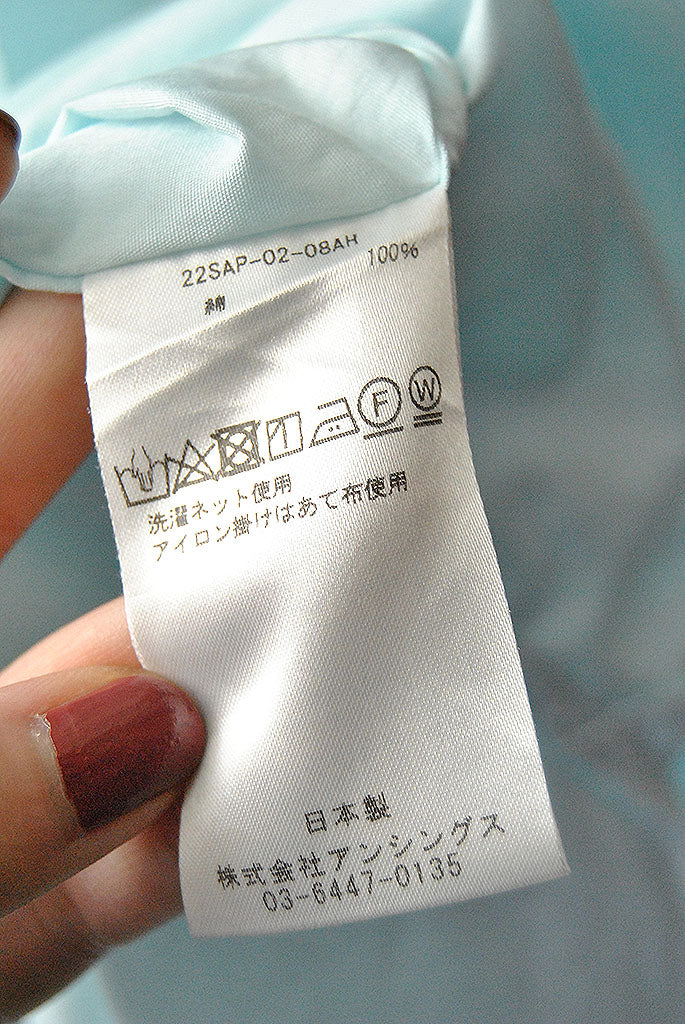 22SAP-02-08AH
綿 100%
F W
洗濯ネット使用
アイロン掛けはあて布使用
日本製
株式会社アンシングス
03-6447-0135